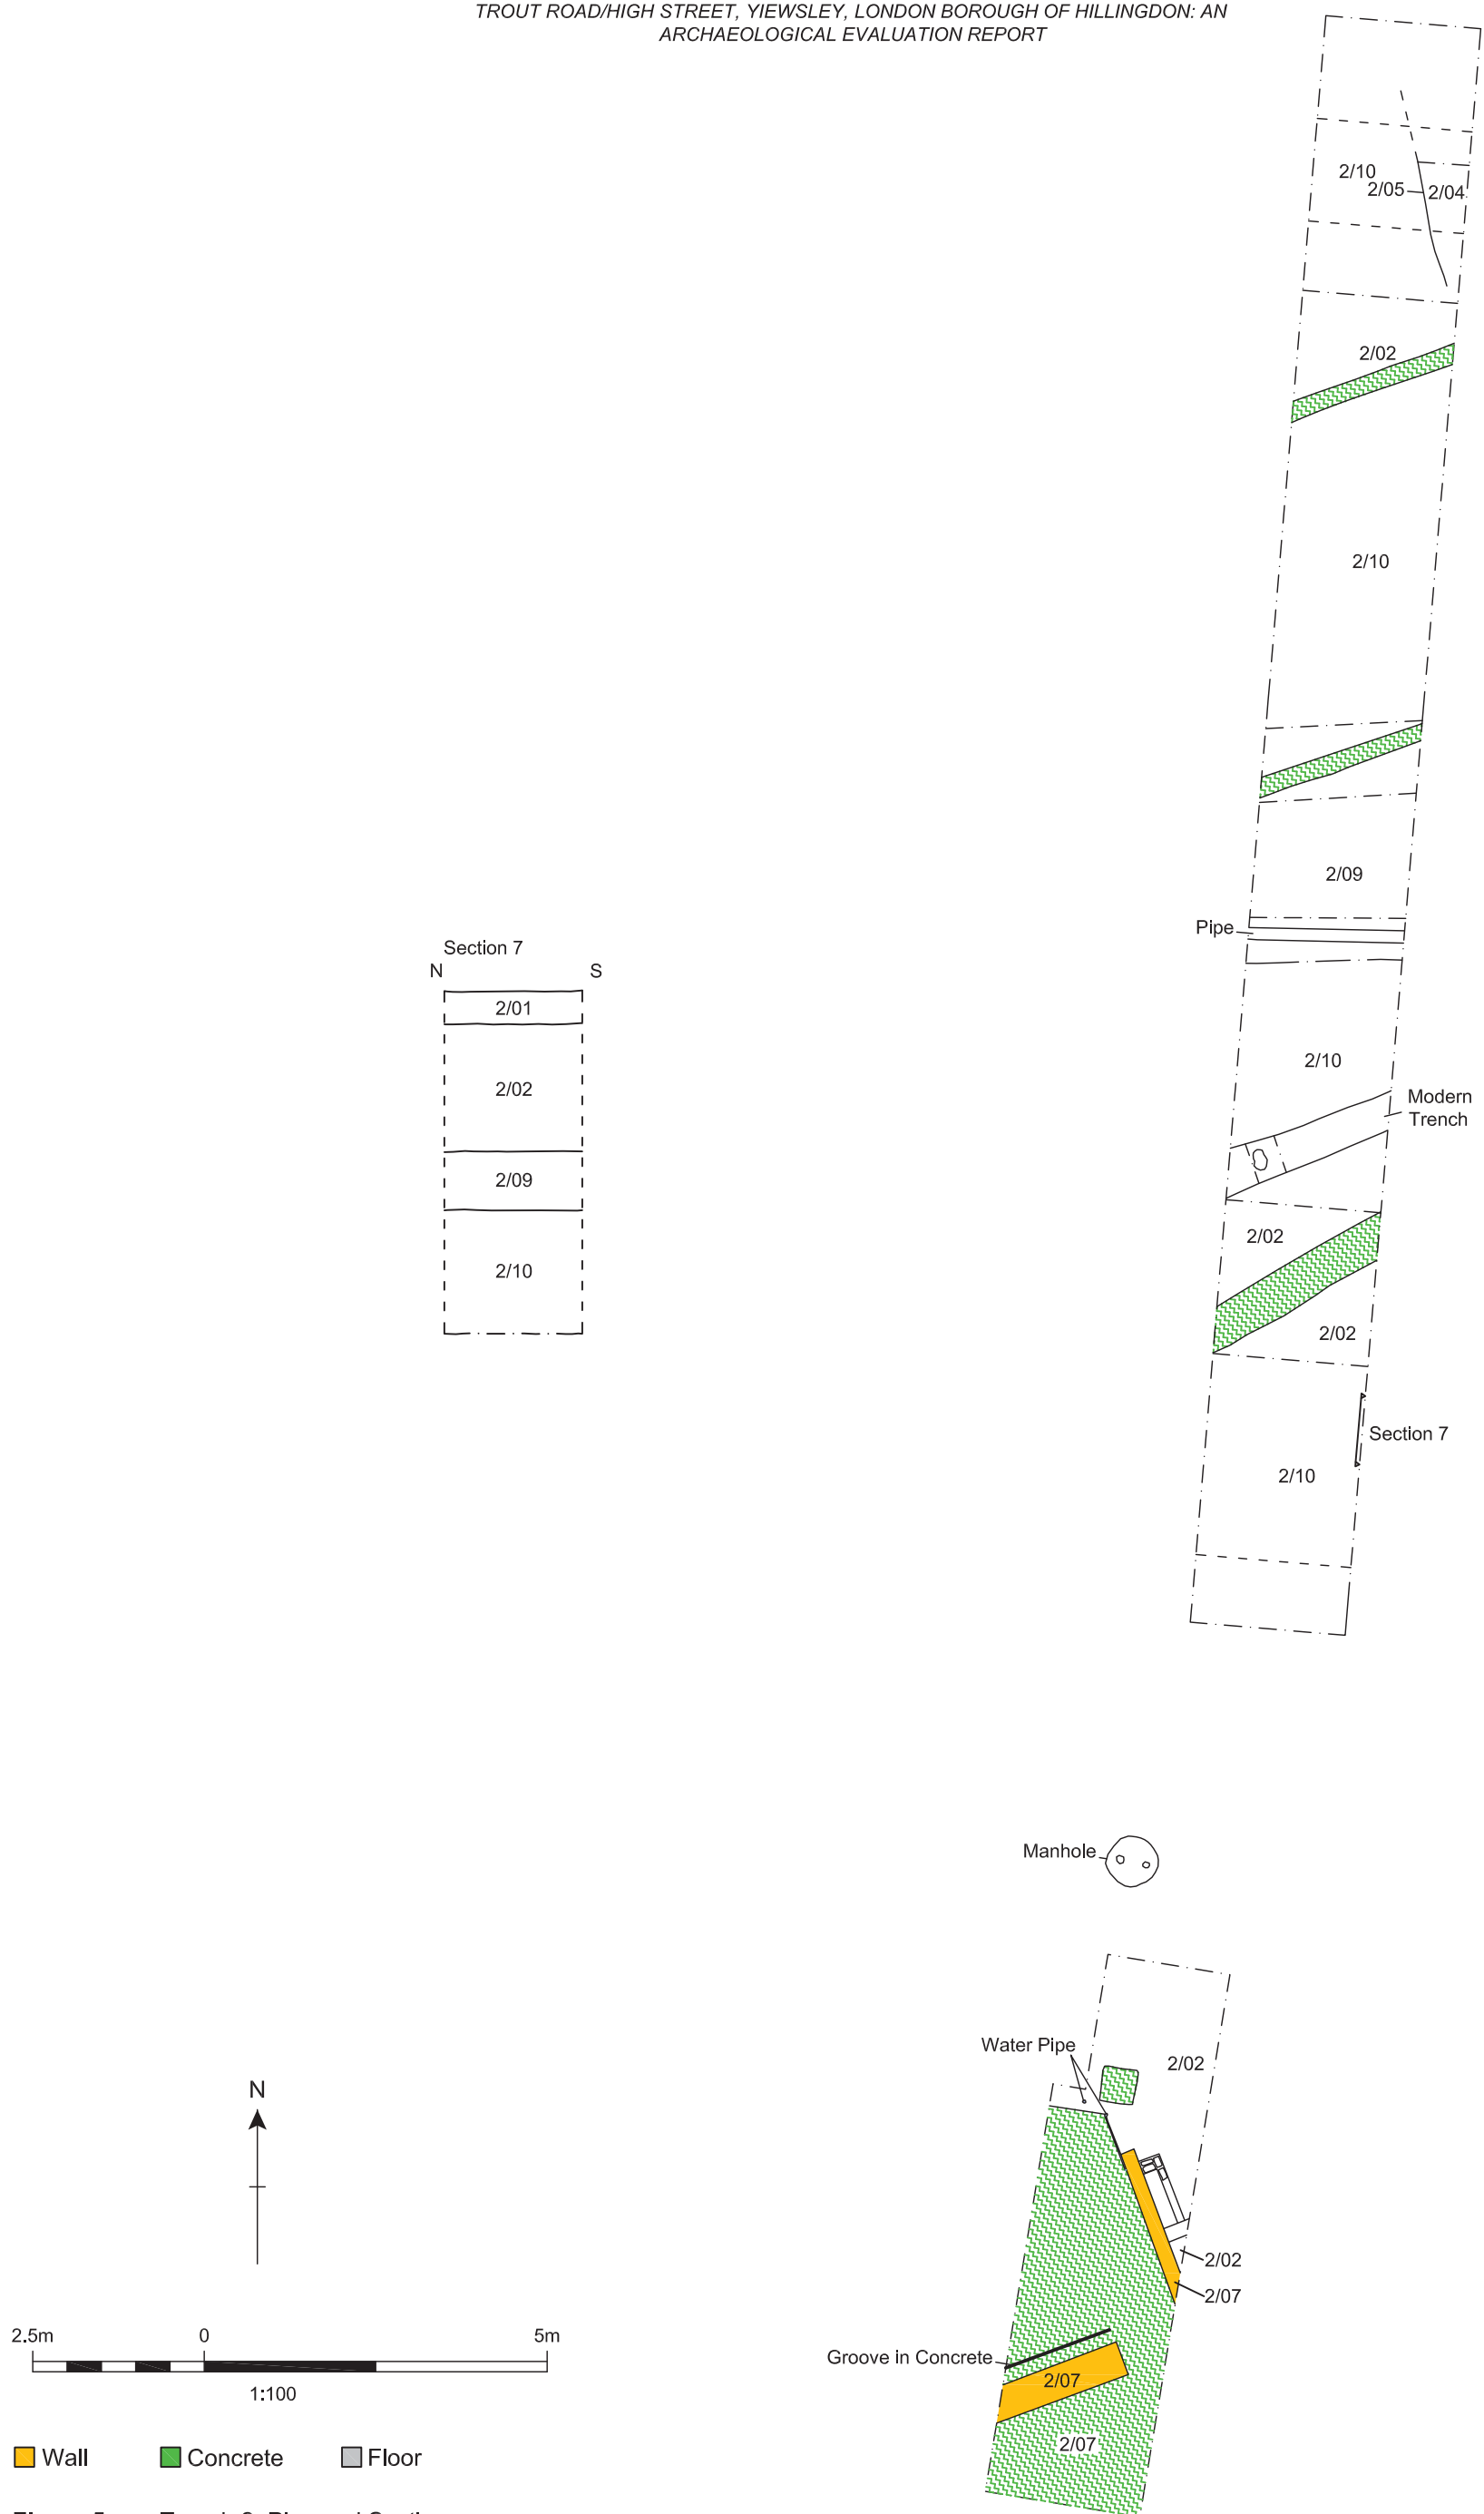 TROUT ROAD/HIGH STREET, YIEWSLEY, LONDON BOROUGH OF HILLINGDON: AN
ARCHAEOLOGICAL EVALUATION REPORT
2/10
2/05
2/04
2/02
2/10
2/09
Pipe
2/10
Modern
Trench
2/02
2/02
Section 7
2/10
Section 7
N
S
2/01
2/02
2/09
2/10
Manhole
Water Pipe
2/02
2/02
2/07
Groove in Concrete
2/07
2/07
N
2.5m
0
5m
1:100
Wall
Concrete
Floor